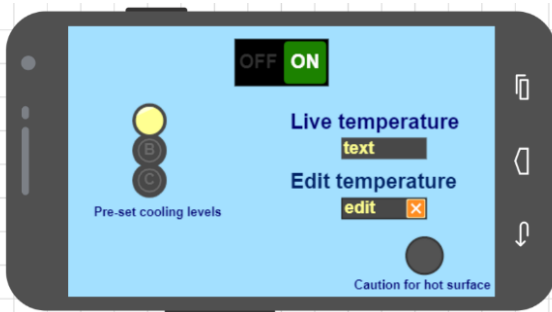 OFF ON
Live temperature
text
B
Edit temperature
C
edit
Pre-set cooling levels
Caution for hot surface